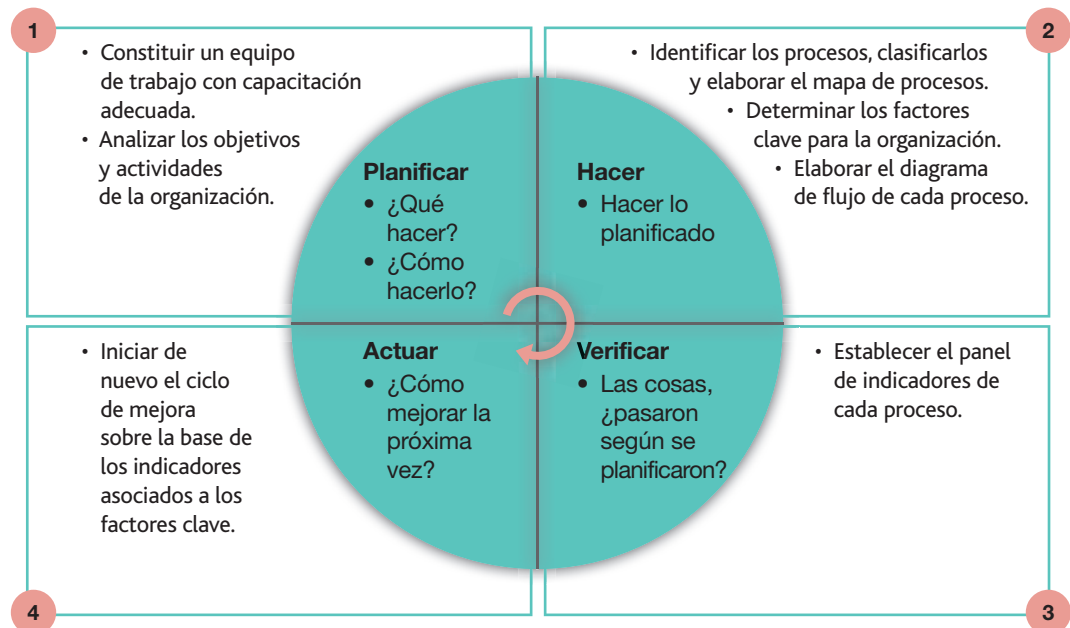 1
• Constituir un equipo
de trabajo con capacitación
adecuada.
• Analizar los objetivos
y actividades
de la organización.
Planificar
• ¿Qué
hacer?
• ¿Cómo
hacerlo?
2
• Identificar los procesos, clasificarlos
y elaborar el mapa de procesos.
• Determinar los factores
clave para la organización.
• Elaborar el diagrama
de flujo de cada proceso.
Hacer
• Hacer lo
planificado
Verificar
• Las cosas,
¿pasaron
según se
planificaron?
• Establecer el panel
de indicadores de
cada proceso.
3
Actuar
• ¿Cómo
mejorar la
próxima
vez?
• Iniciar de
nuevo el ciclo
de mejora
sobre la base de
los indicadores
asociados a los
factores clave.
4